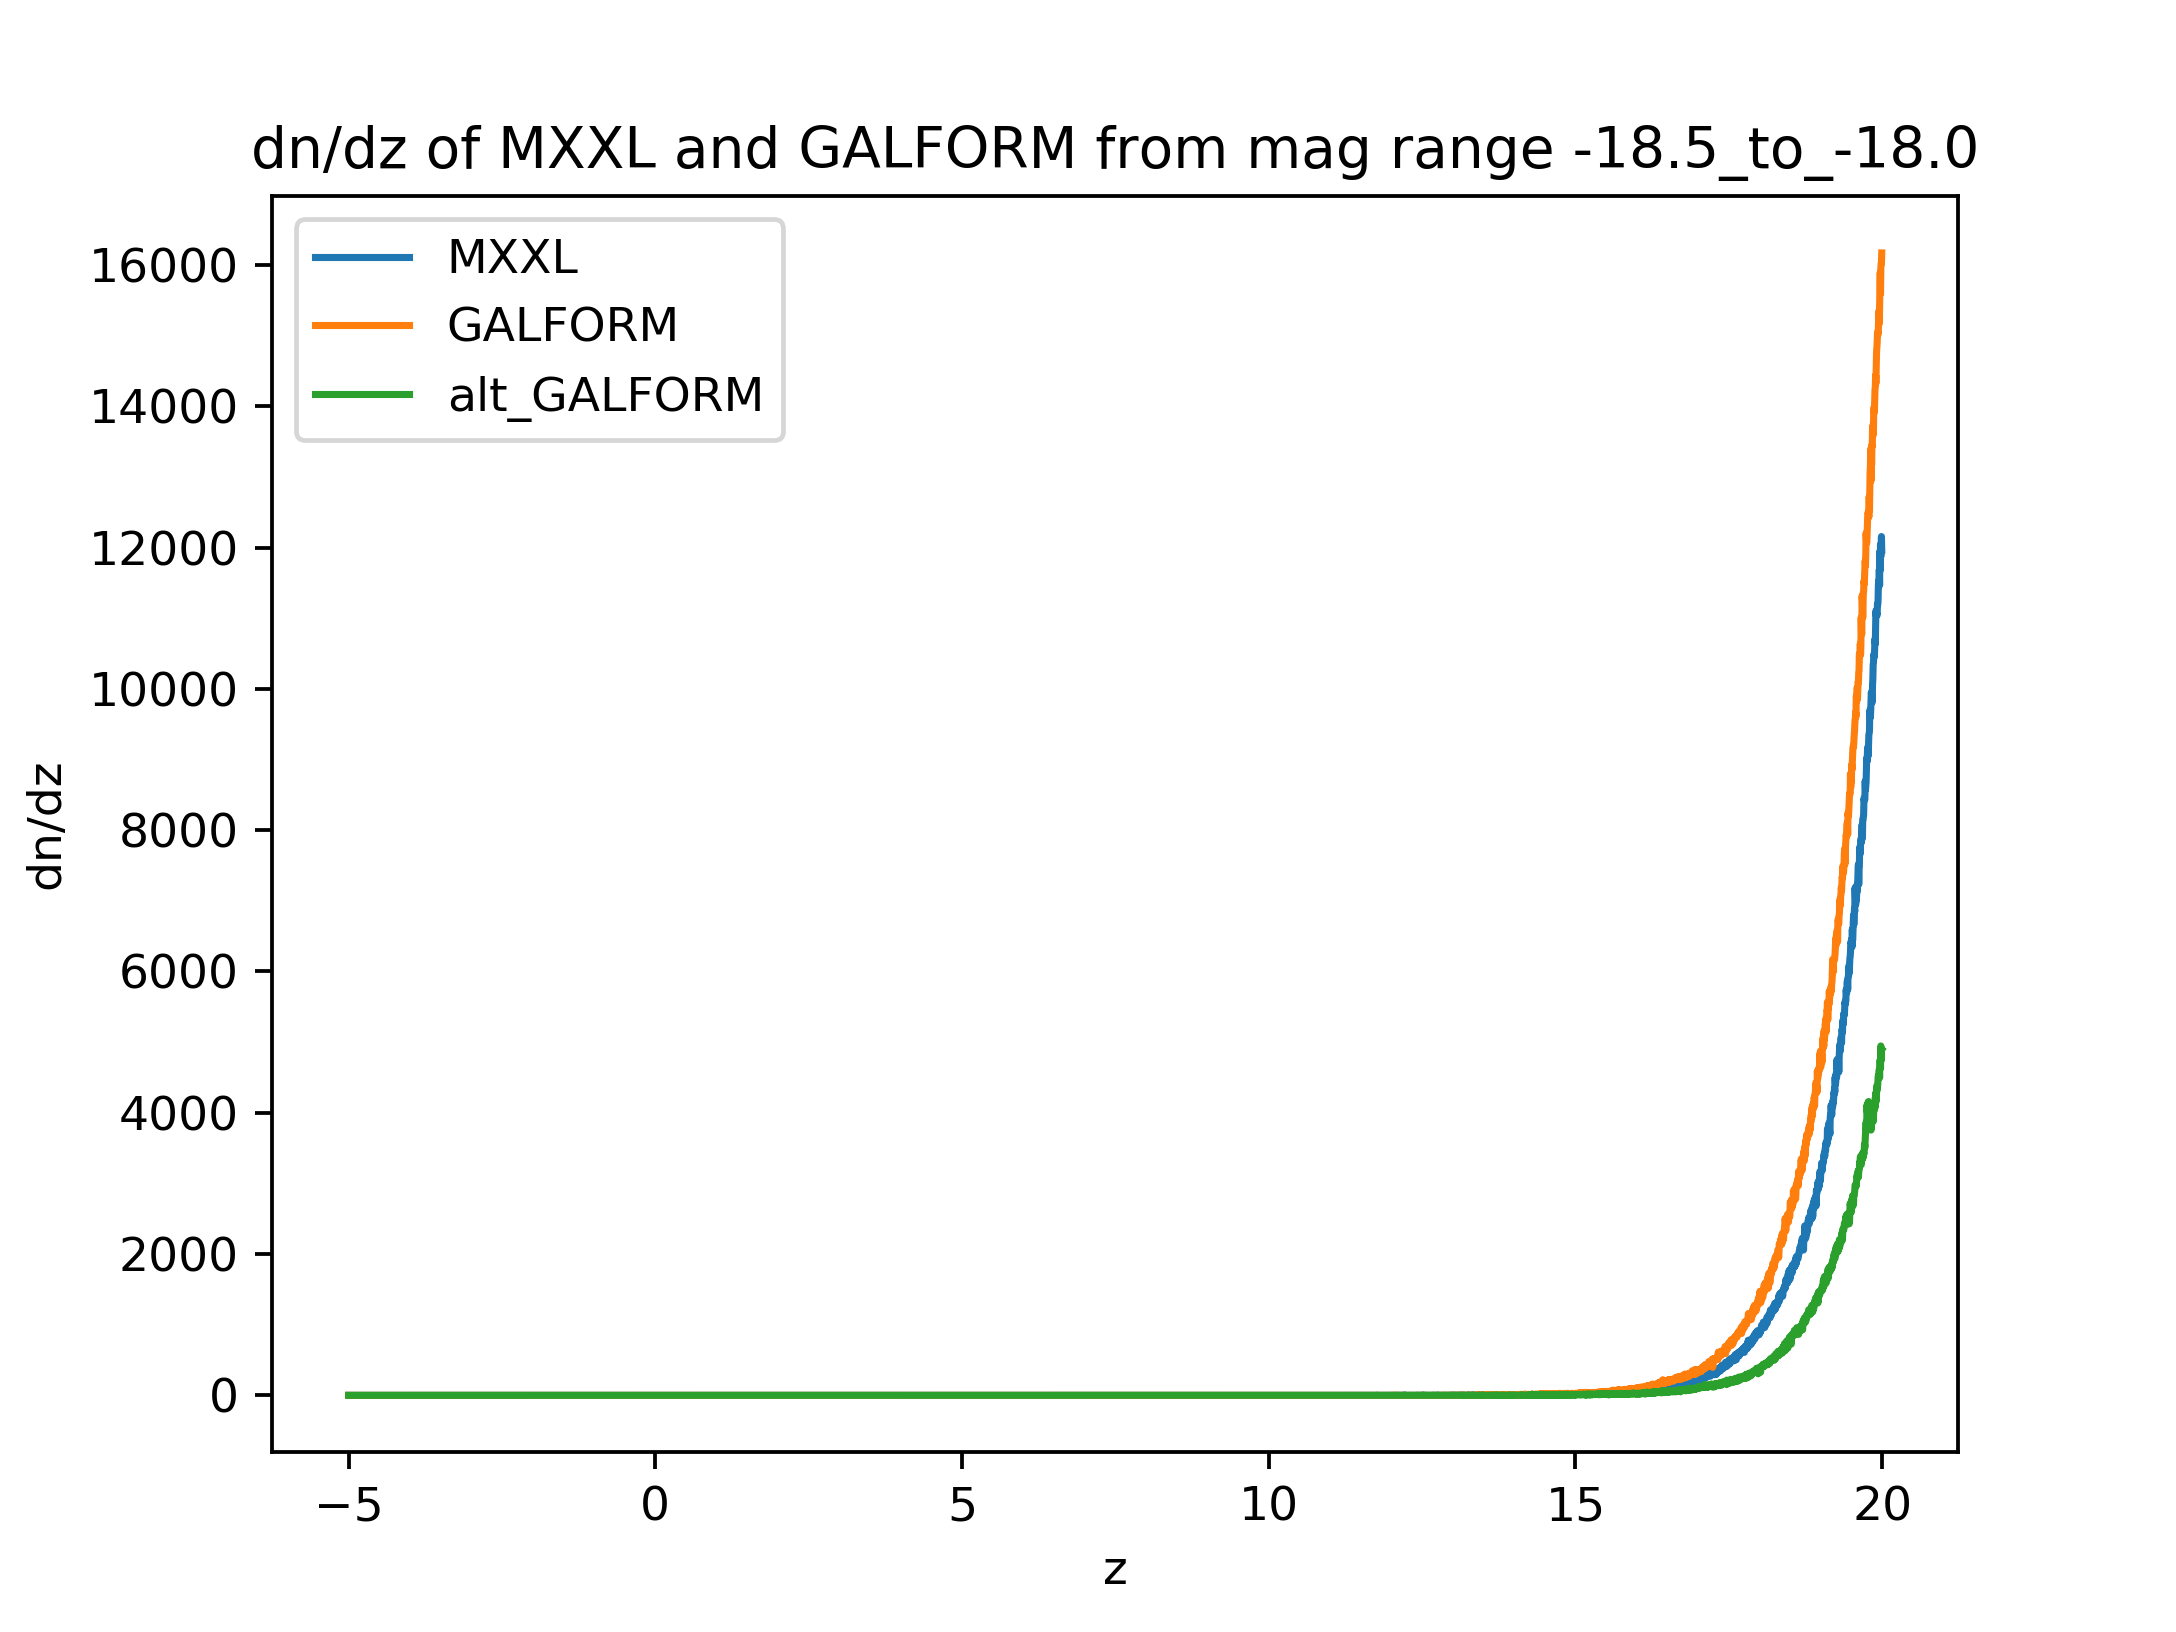 dn/dz of MXXL and GALFORM from mag range -18.5_to_-18.0
MXXL
GALFORM
alt_GALFORM
16000
14000
12000
10000
8000
6000
4000
2000
0
dn/dz
−5 0 5 10 15 20
z